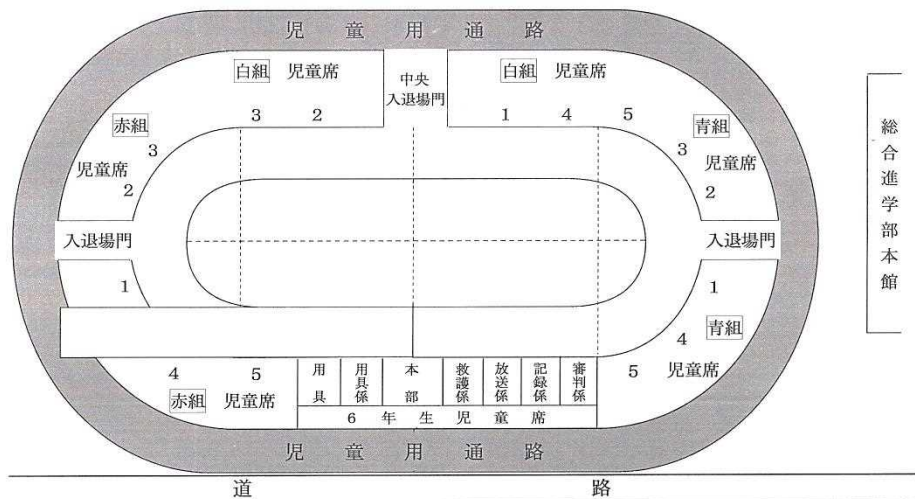 児童用通路
白組 児童席
3 2
中央
入退場門
白組 児童席
1 4 5
赤組
3
児童席
2
青組
3
児童席
2
総合進学部本館
入退場門
入退場門
1
1
4
青組
5 児童席
4 5
赤組 児童席
用具
用具係
本部
救護係
放送係
記録係
審判係
6年生児童席
児童用通路
道路